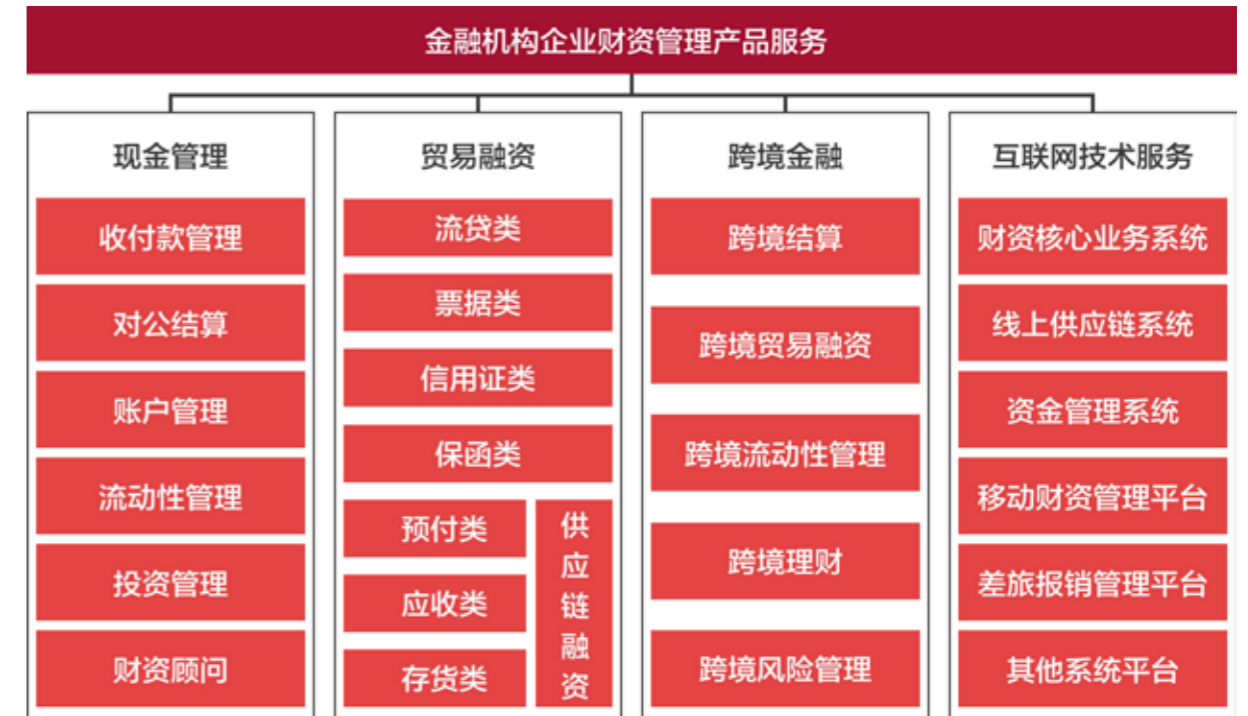 金融机构企业财资管理产品服务
现金管理
收付款管理
对公结算
账户管理
流动性管理
投资管理
财资顾问
贸易融资
流贷类
票据类
信用证类
保函类
预付类
应收类
存货类
供应链融资
跨境金融
跨境结算
跨境贸易融资
跨境流动性管理
跨境理财
跨境风险管理
互联网技术服务
财资核心业务系统
线上供应链系统
资金管理系统
移动财资管理平台
差旅报销管理平台
其他系统平台